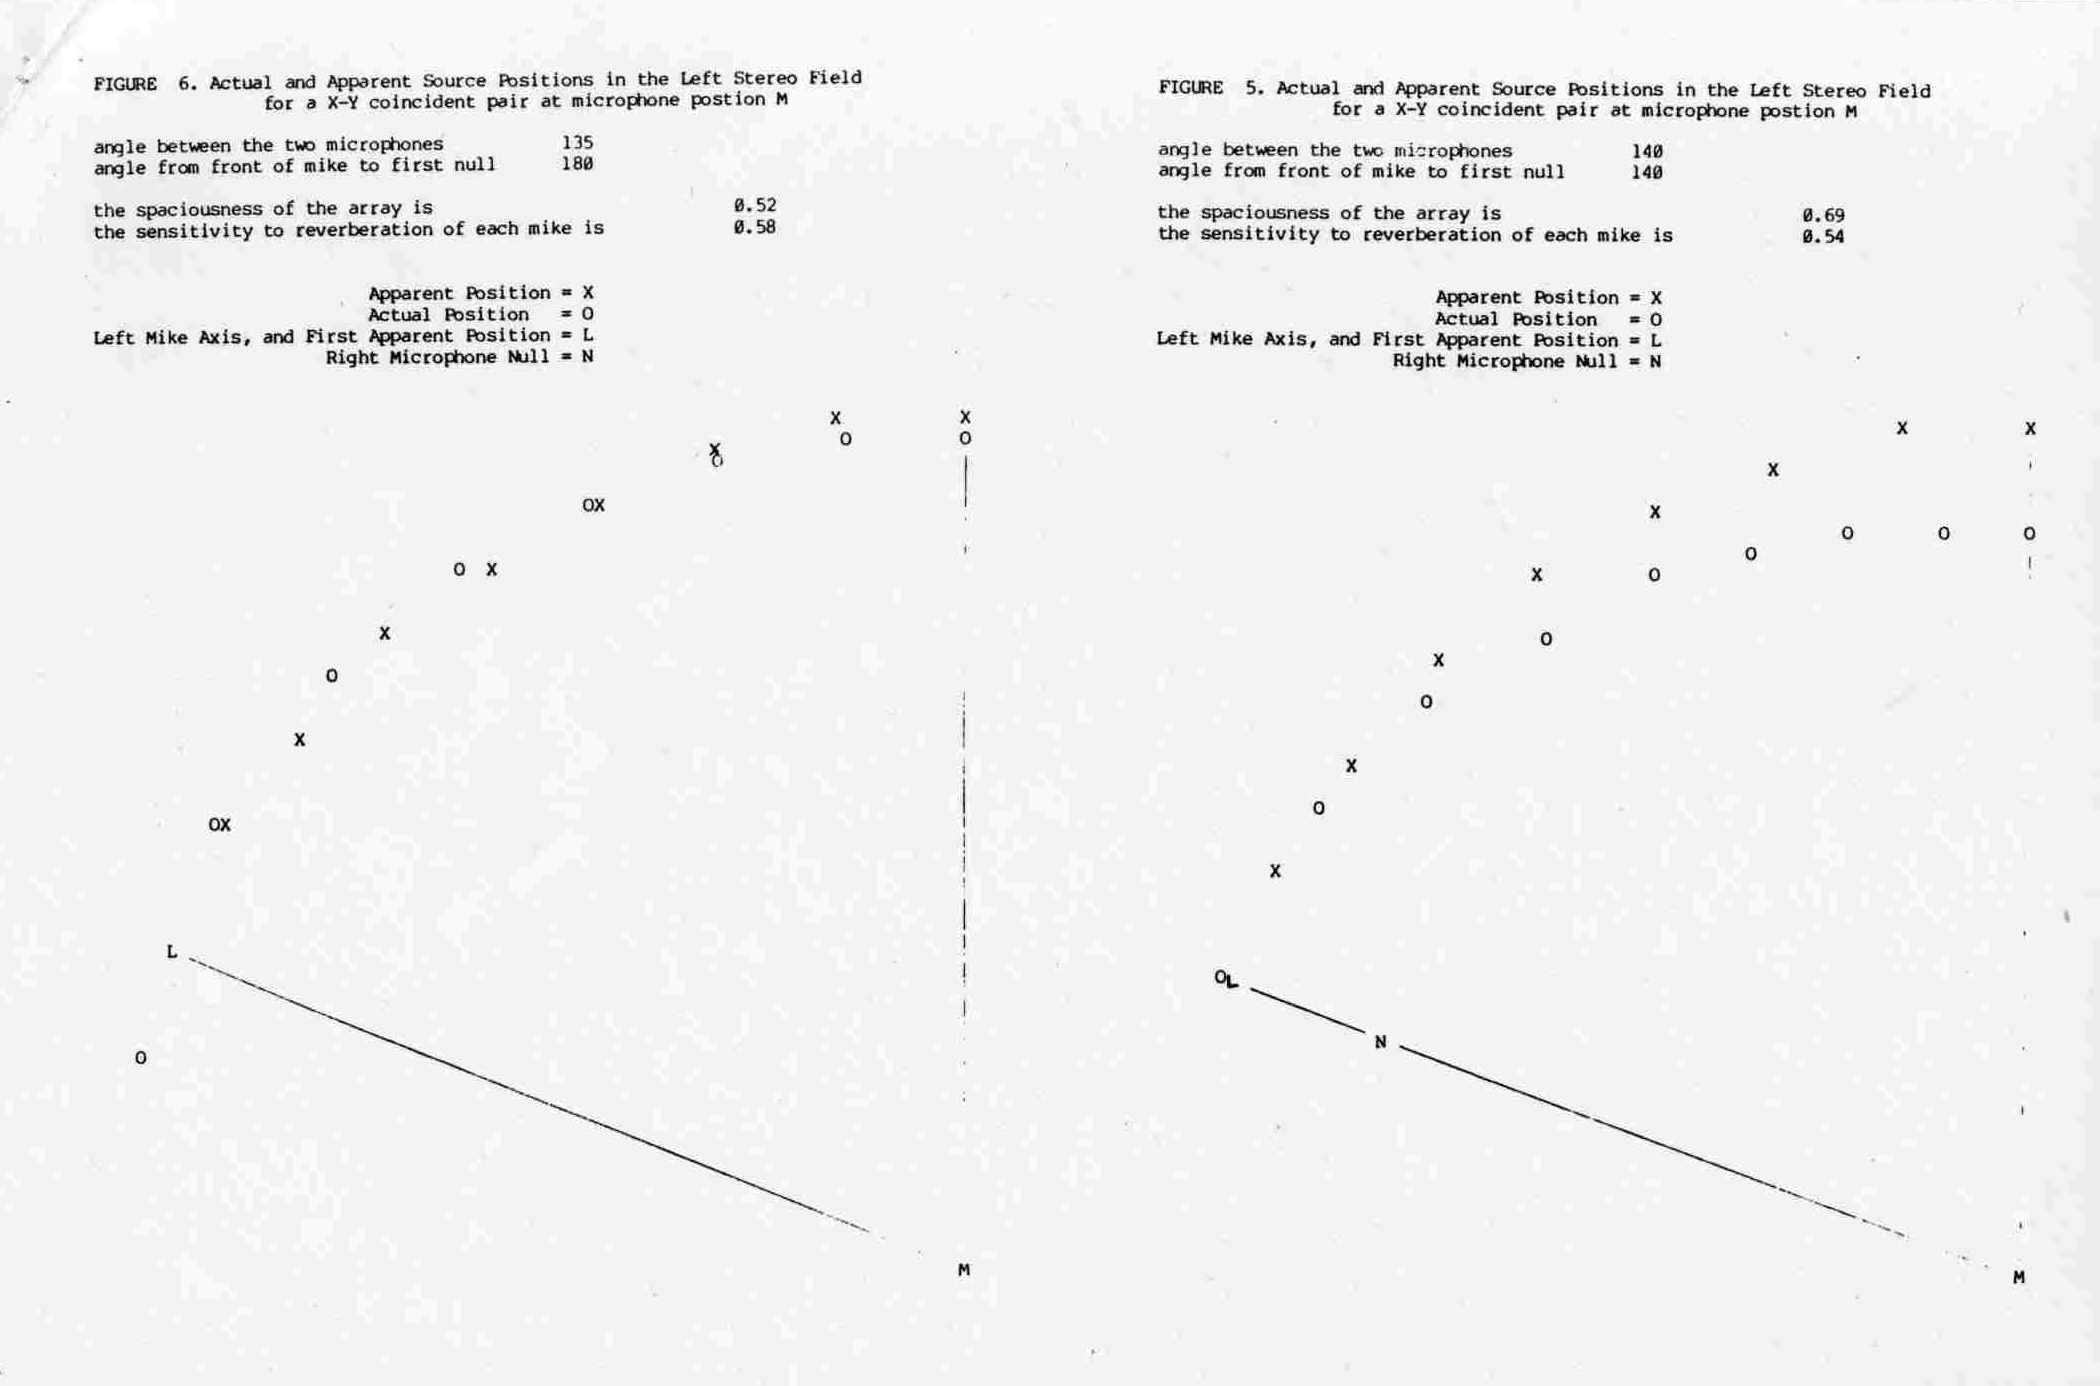 FIGURE 6. Actual and Apparent Source Positions in the Left Stereo Field
for a X-Y coincident pair at microphone postion M
angle between the two microphones 135
angle from front of mike to first null 180
the spaciousness of the array is 0.52
the sensitivity to reverberation of each mike is 0.58
Apparent Position = X
Actual Position = O
Left Mike Axis, and First Apparent Position = L
Right Microphone Null = N
X X
O O
X
O
OX
O X
X
O
X
OX
L
O
M
FIGURE 5. Actual and Apparent Source Positions in the Left Stereo Field
for a X-Y coincident pair at microphone postion M
angle between the two microphones 140
angle from front of mike to first null 140
the spaciousness of the array is 0.69
the sensitivity to reverberation of each mike is 0.54
Apparent Position = X
Actual Position = O
Left Mike Axis, and First Apparent Position = L
Right Microphone Null = N
X X
X
X
O O O
O
X O
O
X
O
X
O
X
OL
N
M